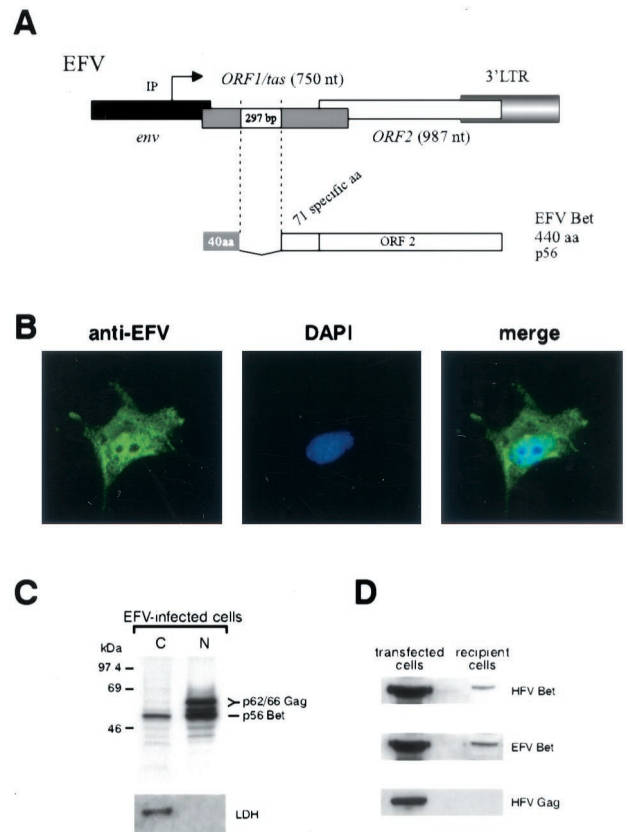 A
EFV
IP
ORF1/tas (750 nt)
3'LTR
297 bp
env
ORF2 (987 nt)
71 specific aa
40aa
ORF 2
EFV Bet
440 aa
p56
B
anti-EFV
DAPI
merge
C
EFV-infected cells
kDa
C
N
97 4
69
46
p62/66 Gag
p56 Bet
LDH
D
transfected cells
recipient cells
HFV Bet
EFV Bet
HFV Gag